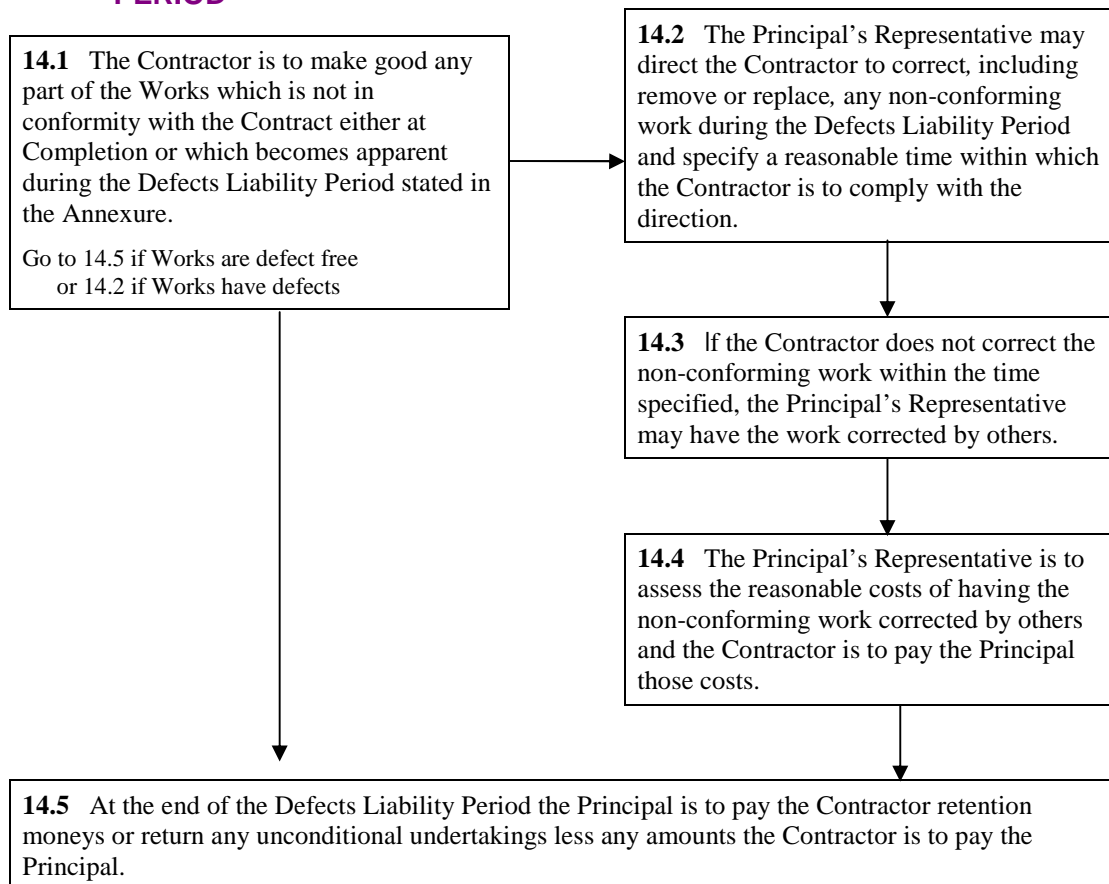 PERIOD
14.1 The Contractor is to make good any
part of the Works which is not in
conformity with the Contract either at
Completion or which becomes apparent
during the Defects Liability Period stated in
the Annexure.
Go to 14.5 if Works are defect free
or 14.2 if Works have defects
14.2 The Principal’s Representative may
direct the Contractor to correct, including
remove or replace, any non-conforming
work during the Defects Liability Period
and specify a reasonable time within which
the Contractor is to comply with the
direction.
14.3 If the Contractor does not correct the
non-conforming work within the time
specified, the Principal’s Representative
may have the work corrected by others.
14.4 The Principal’s Representative is to
assess the reasonable costs of having the
non-conforming work corrected by others
and the Contractor is to pay the Principal
those costs.
14.5 At the end of the Defects Liability Period the Principal is to pay the Contractor retention
moneys or return any unconditional undertakings less any amounts the Contractor is to pay the
Principal.